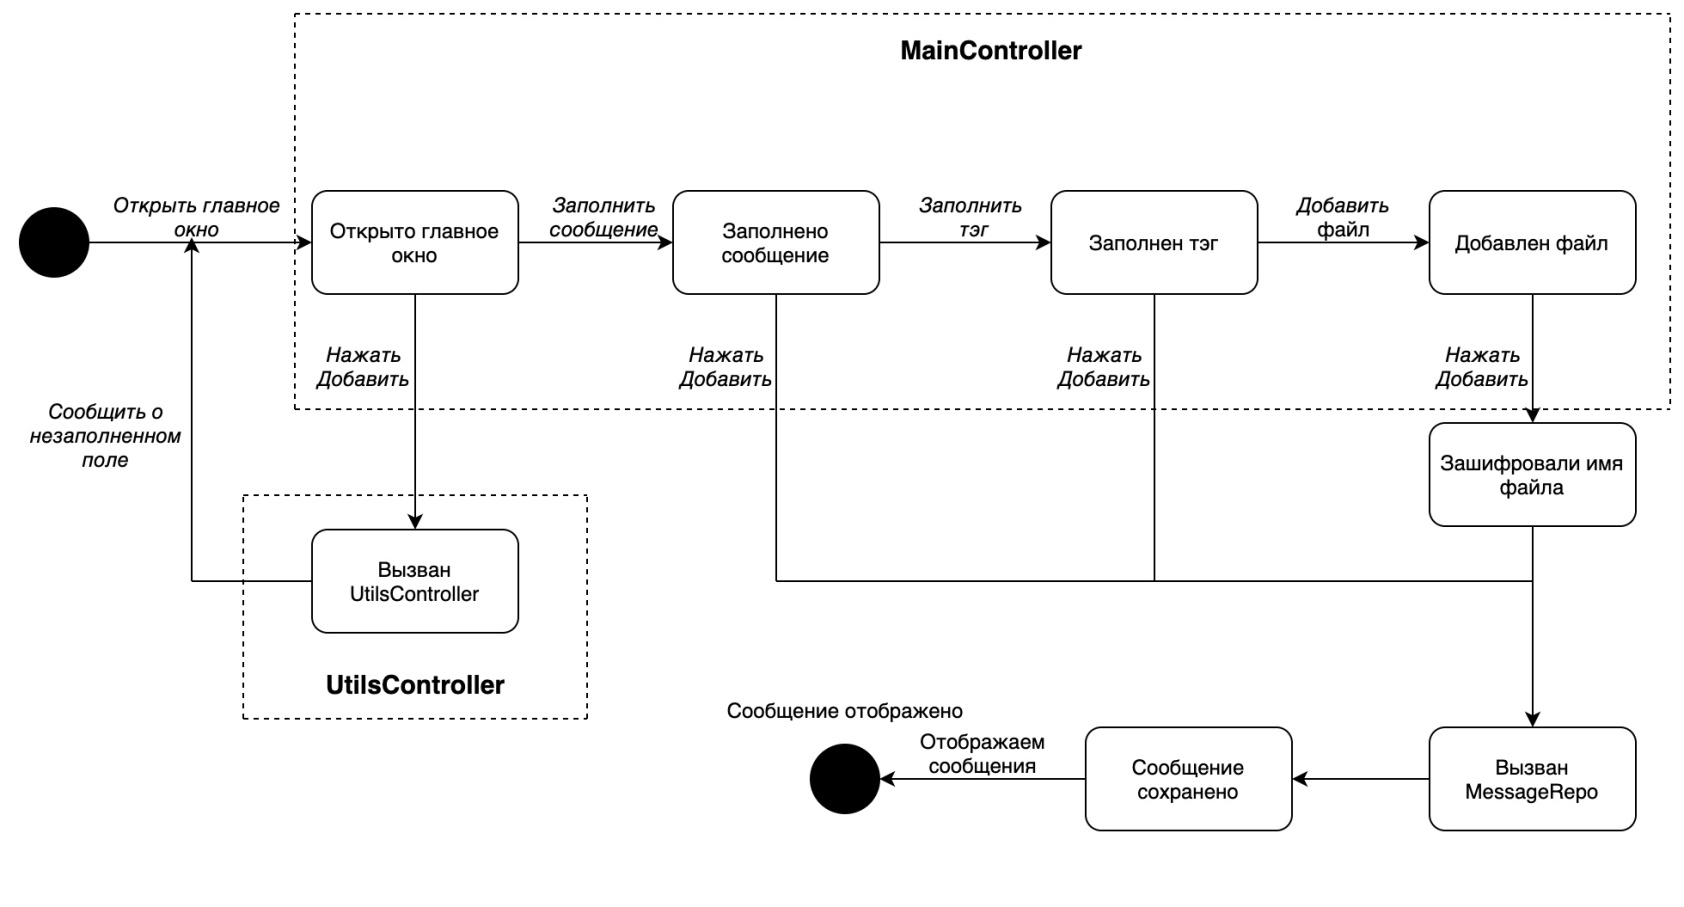 MainController
Открыть главное
окно
Открыто главное
окно
Заполнить
сообщение
Заполнено
сообщение
Заполнить
тэг
Заполнен тэг
Добавить
файл
Добавлен файл
Нажать
Добавить
Нажать
Добавить
Нажать
Добавить
Нажать
Добавить
Сообщить о
незаполненном
поле
Зашифровали имя
файла
Вызван
UtilsController
UtilsController
Сообщение отображено
Отображаем
сообщения
Сообщение
сохранено
Вызван
MessageRepo